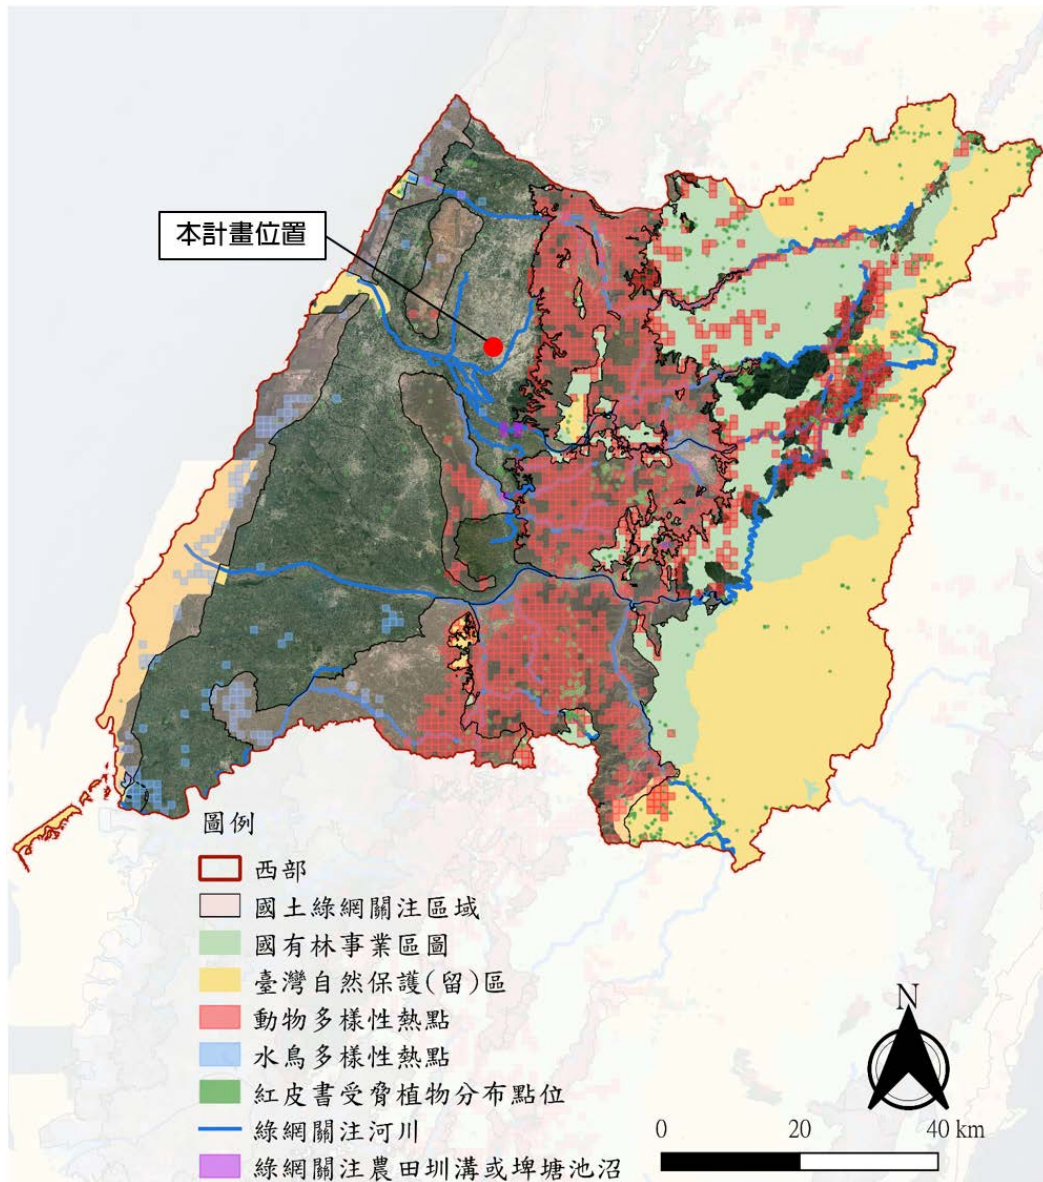 本計畫位置
圖例
西部
國土綠網關注區域
國有林事業區圖
臺灣自然保護(留)區
動物多樣性熱點
水鳥多樣性熱點
紅皮書受脅植物分布點位
綠網關注河川
綠網關注農田圳溝或埤塘池沼
N
0 20 40 km